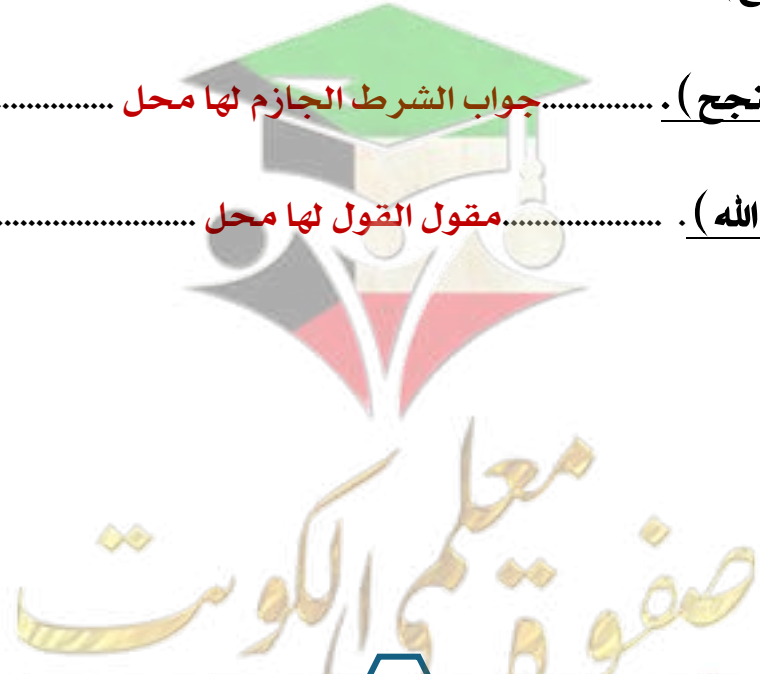 نجح). ...............جواب الشرط الجازم لها محل ...............
الله). ....................مقول القول لها محل .........................
صفوة معلمي الكويت